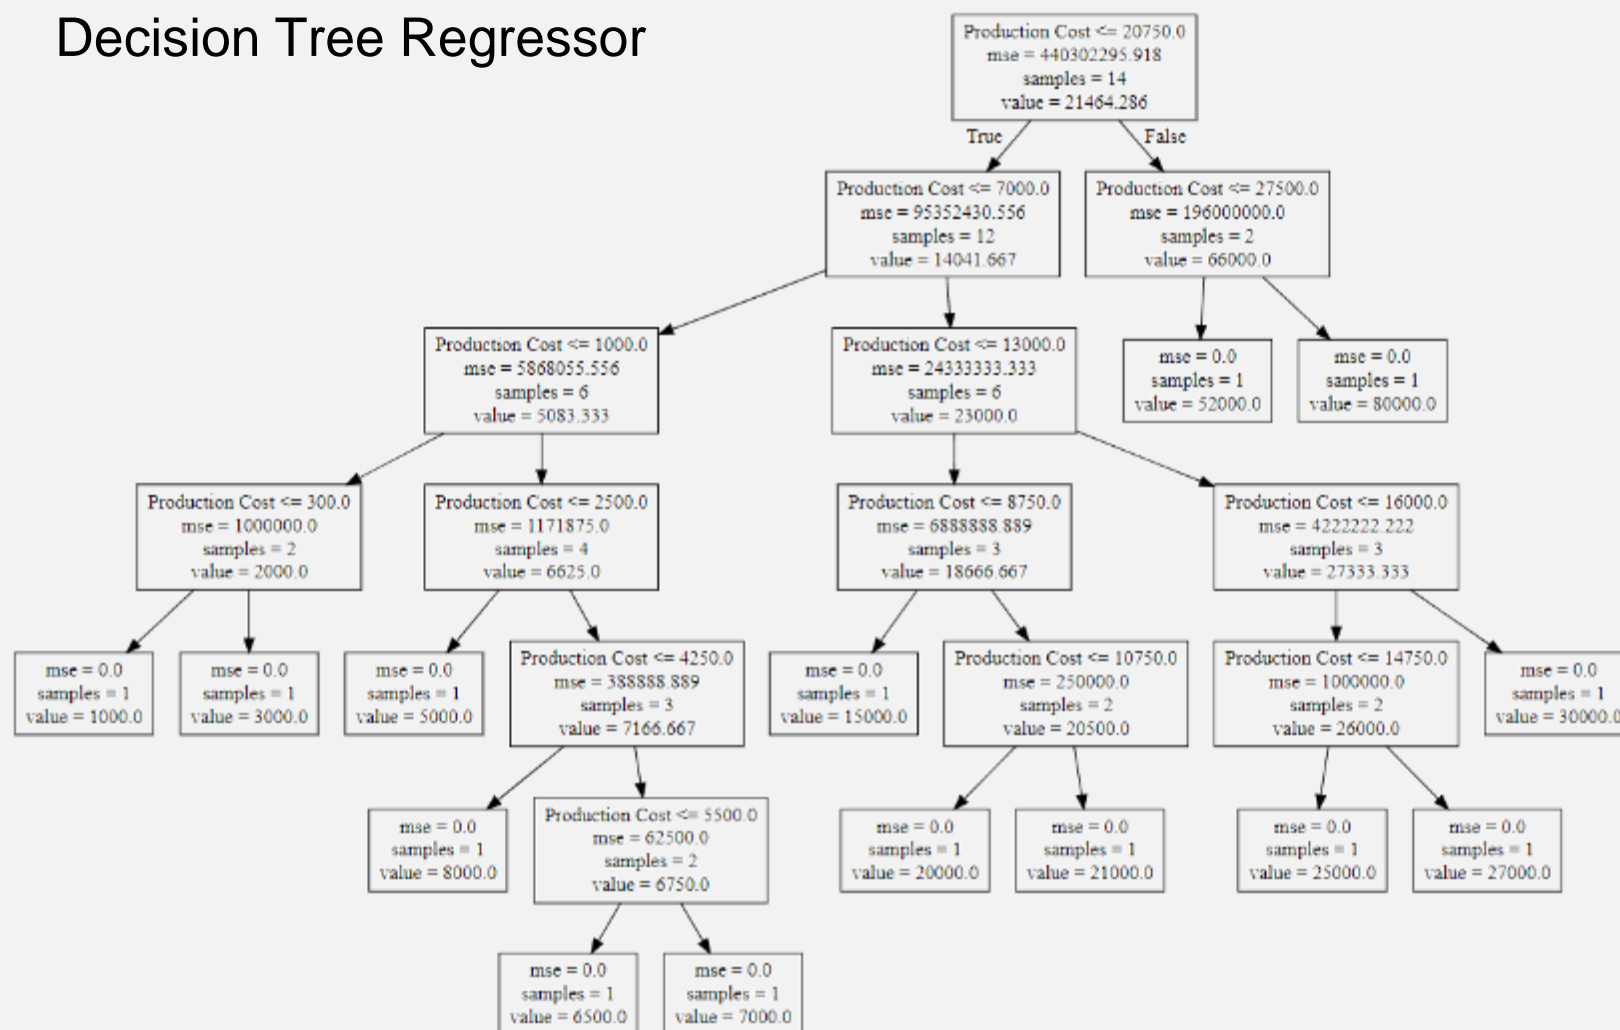 Decision Tree Regressor
Production Cost <= 20750.0
mse = 440302295.918
samples = 14
value = 21464.286
True
False
Production Cost <= 7000.0
mse = 95352430.556
samples = 12
value = 14041.667
Production Cost <= 27500.0
mse = 196000000.0
samples = 2
value = 66000.0
Production Cost <= 1000.0
mse = 5868055.556
samples = 6
value = 5083.333
Production Cost <= 13000.0
mse = 24333333.333
samples = 6
value = 23000.0
mse = 0.0
samples = 1
value = 52000.0
mse = 0.0
samples = 1
value = 80000.0
Production Cost <= 300.0
mse = 1000000.0
samples = 2
value = 2000.0
Production Cost <= 2500.0
mse = 1171875.0
samples = 4
value = 6625.0
Production Cost <= 8750.0
mse = 6888888.889
samples = 3
value = 18666.667
Production Cost <= 16000.0
mse = 4222222.222
samples = 3
value = 27333.333
mse = 0.0
samples = 1
value = 1000.0
mse = 0.0
samples = 1
value = 3000.0
mse = 0.0
samples = 1
value = 5000.0
Production Cost <= 4250.0
mse = 388888.889
samples = 3
value = 7166.667
mse = 0.0
samples = 1
value = 15000.0
Production Cost <= 10750.0
mse = 250000.0
samples = 2
value = 20500.0
Production Cost <= 14750.0
mse = 1000000.0
samples = 2
value = 26000.0
mse = 0.0
samples = 1
value = 30000.0
mse = 0.0
samples = 1
value = 8000.0
Production Cost <= 5500.0
mse = 62500.0
samples = 2
value = 6750.0
mse = 0.0
samples = 1
value = 20000.0
mse = 0.0
samples = 1
value = 21000.0
mse = 0.0
samples = 1
value = 25000.0
mse = 0.0
samples = 1
value = 27000.0
mse = 0.0
samples = 1
value = 6500.0
mse = 0.0
samples = 1
value = 7000.0